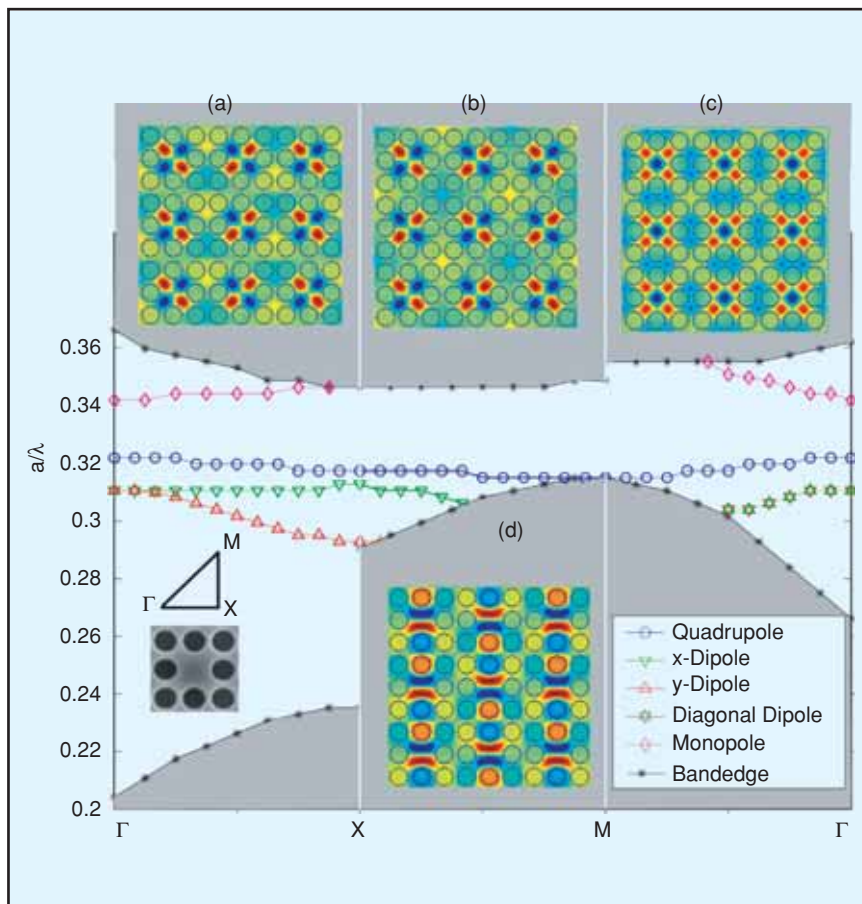 (a) (b) (c)
0.36
0.34
0.32
0.3
0.28
0.26
0.24
0.22
0.2
a/λ
(d)
M
Γ X
Quadrupole
x-Dipole
y-Dipole
Diagonal Dipole
Monopole
Bandedge
Γ X M Γ